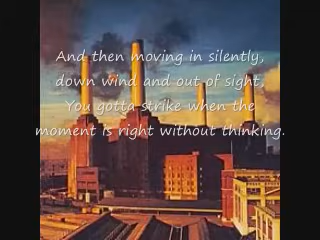 And then moving in silently,
down wind and out of sight,
You gotta strike when the
moment is right without thinking.